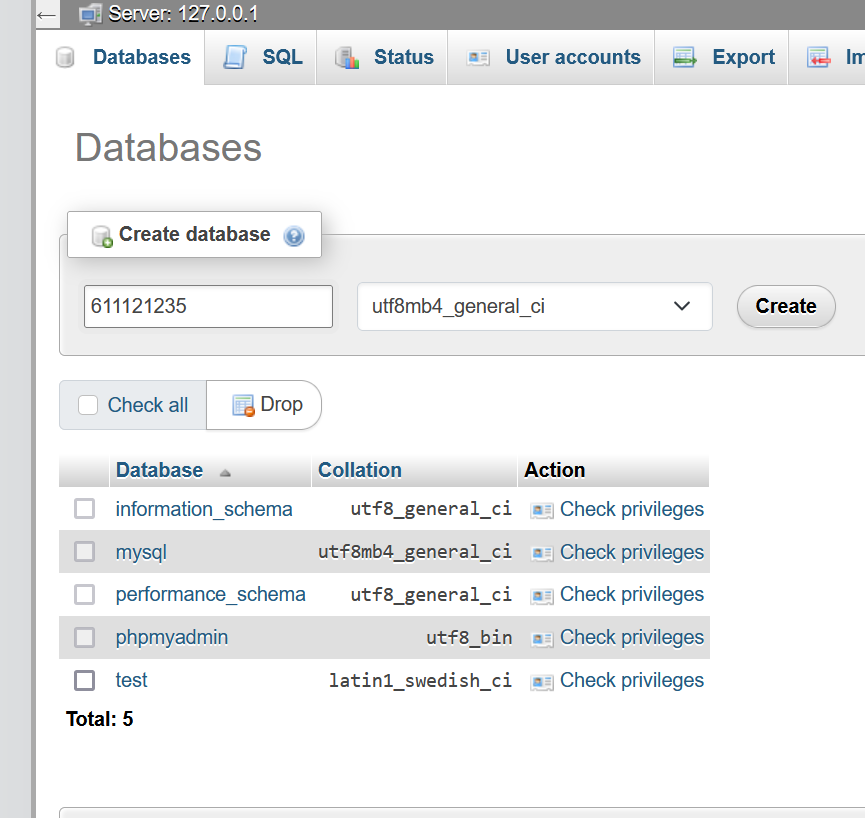 Server: 127.0.0.1
Databases SQL Status User accounts Export
Databases
Create database
611121235 utf8mb4_general_ci Create
Check all Drop
Database Collation Action
information_schema utf8_general_ci Check privileges
mysql utf8mb4_general_ci Check privileges
performance_schema utf8_general_ci Check privileges
phpmyadmin utf8_bin Check privileges
test latin1_swedish_ci Check privileges
Total: 5